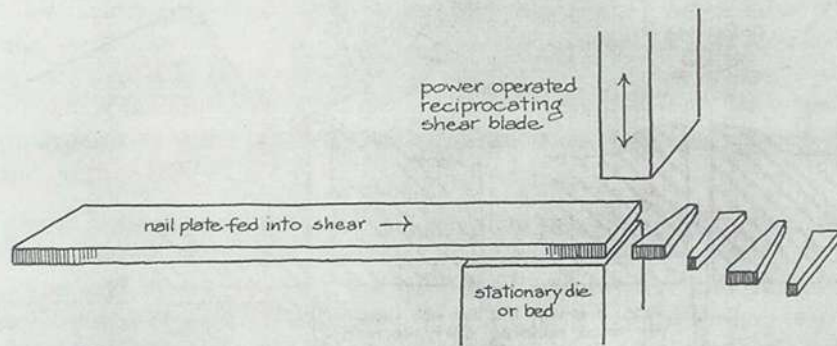 power operated
reciprocating
shear blade
nail plate fed into shear →
stationary die
or bed